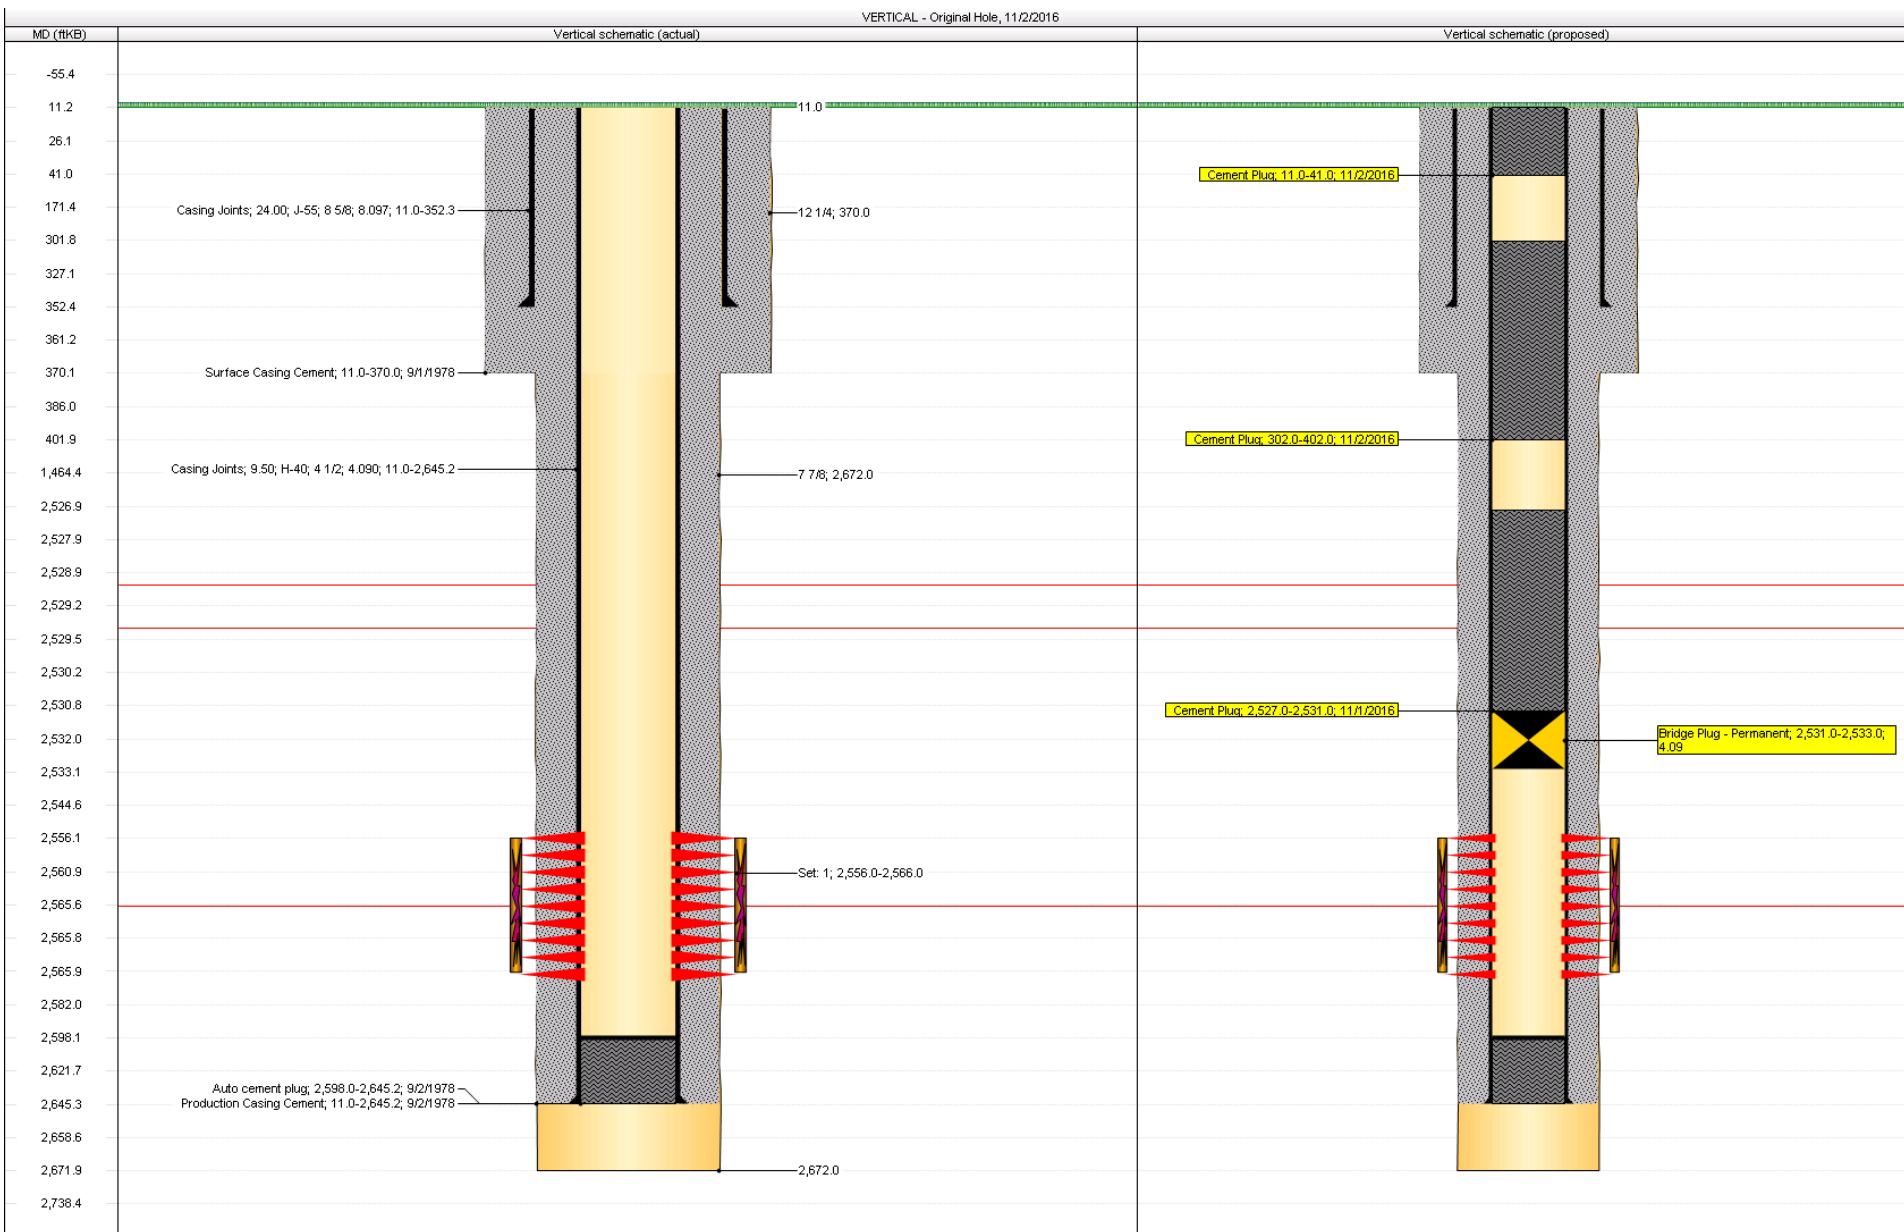 VERTICAL - Original Hole, 11/2/2016
MD (ftKB)
Vertical schematic (actual)
Vertical schematic (proposed)
-55.4
11.2
26.1
41.0
171.4
301.8
327.1
352.4
361.2
370.1
386.0
401.9
1,464.4
2,526.9
2,527.9
2,528.9
2,529.2
2,529.5
2,530.2
2,530.8
2,532.0
2,533.1
2,544.6
2,556.1
2,560.9
2,565.6
2,565.8
2,565.9
2,582.0
2,598.1
2,621.7
2,645.3
2,658.6
2,671.9
2,738.4
11.0
Casing Joints; 24.00; J-55; 8 5/8; 8.097; 11.0-352.3
12 1/4; 370.0
Surface Casing Cement; 11.0-370.0; 9/1/1978
Casing Joints; 9.50; H-40; 4 1/2; 4.090; 11.0-2,645.2
7 7/8; 2,672.0
Set: 1; 2,556.0-2,566.0
Auto cement plug; 2,598.0-2,645.2; 9/2/1978
Production Casing Cement; 11.0-2,645.2; 9/2/1978
2,672.0
Cement Plug; 11.0-41.0; 11/2/2016
Cement Plug; 302.0-402.0; 11/2/2016
Cement Plug; 2,527.0-2,531.0; 11/1/2016
Bridge Plug - Permanent; 2,531.0-2,533.0;
4.09